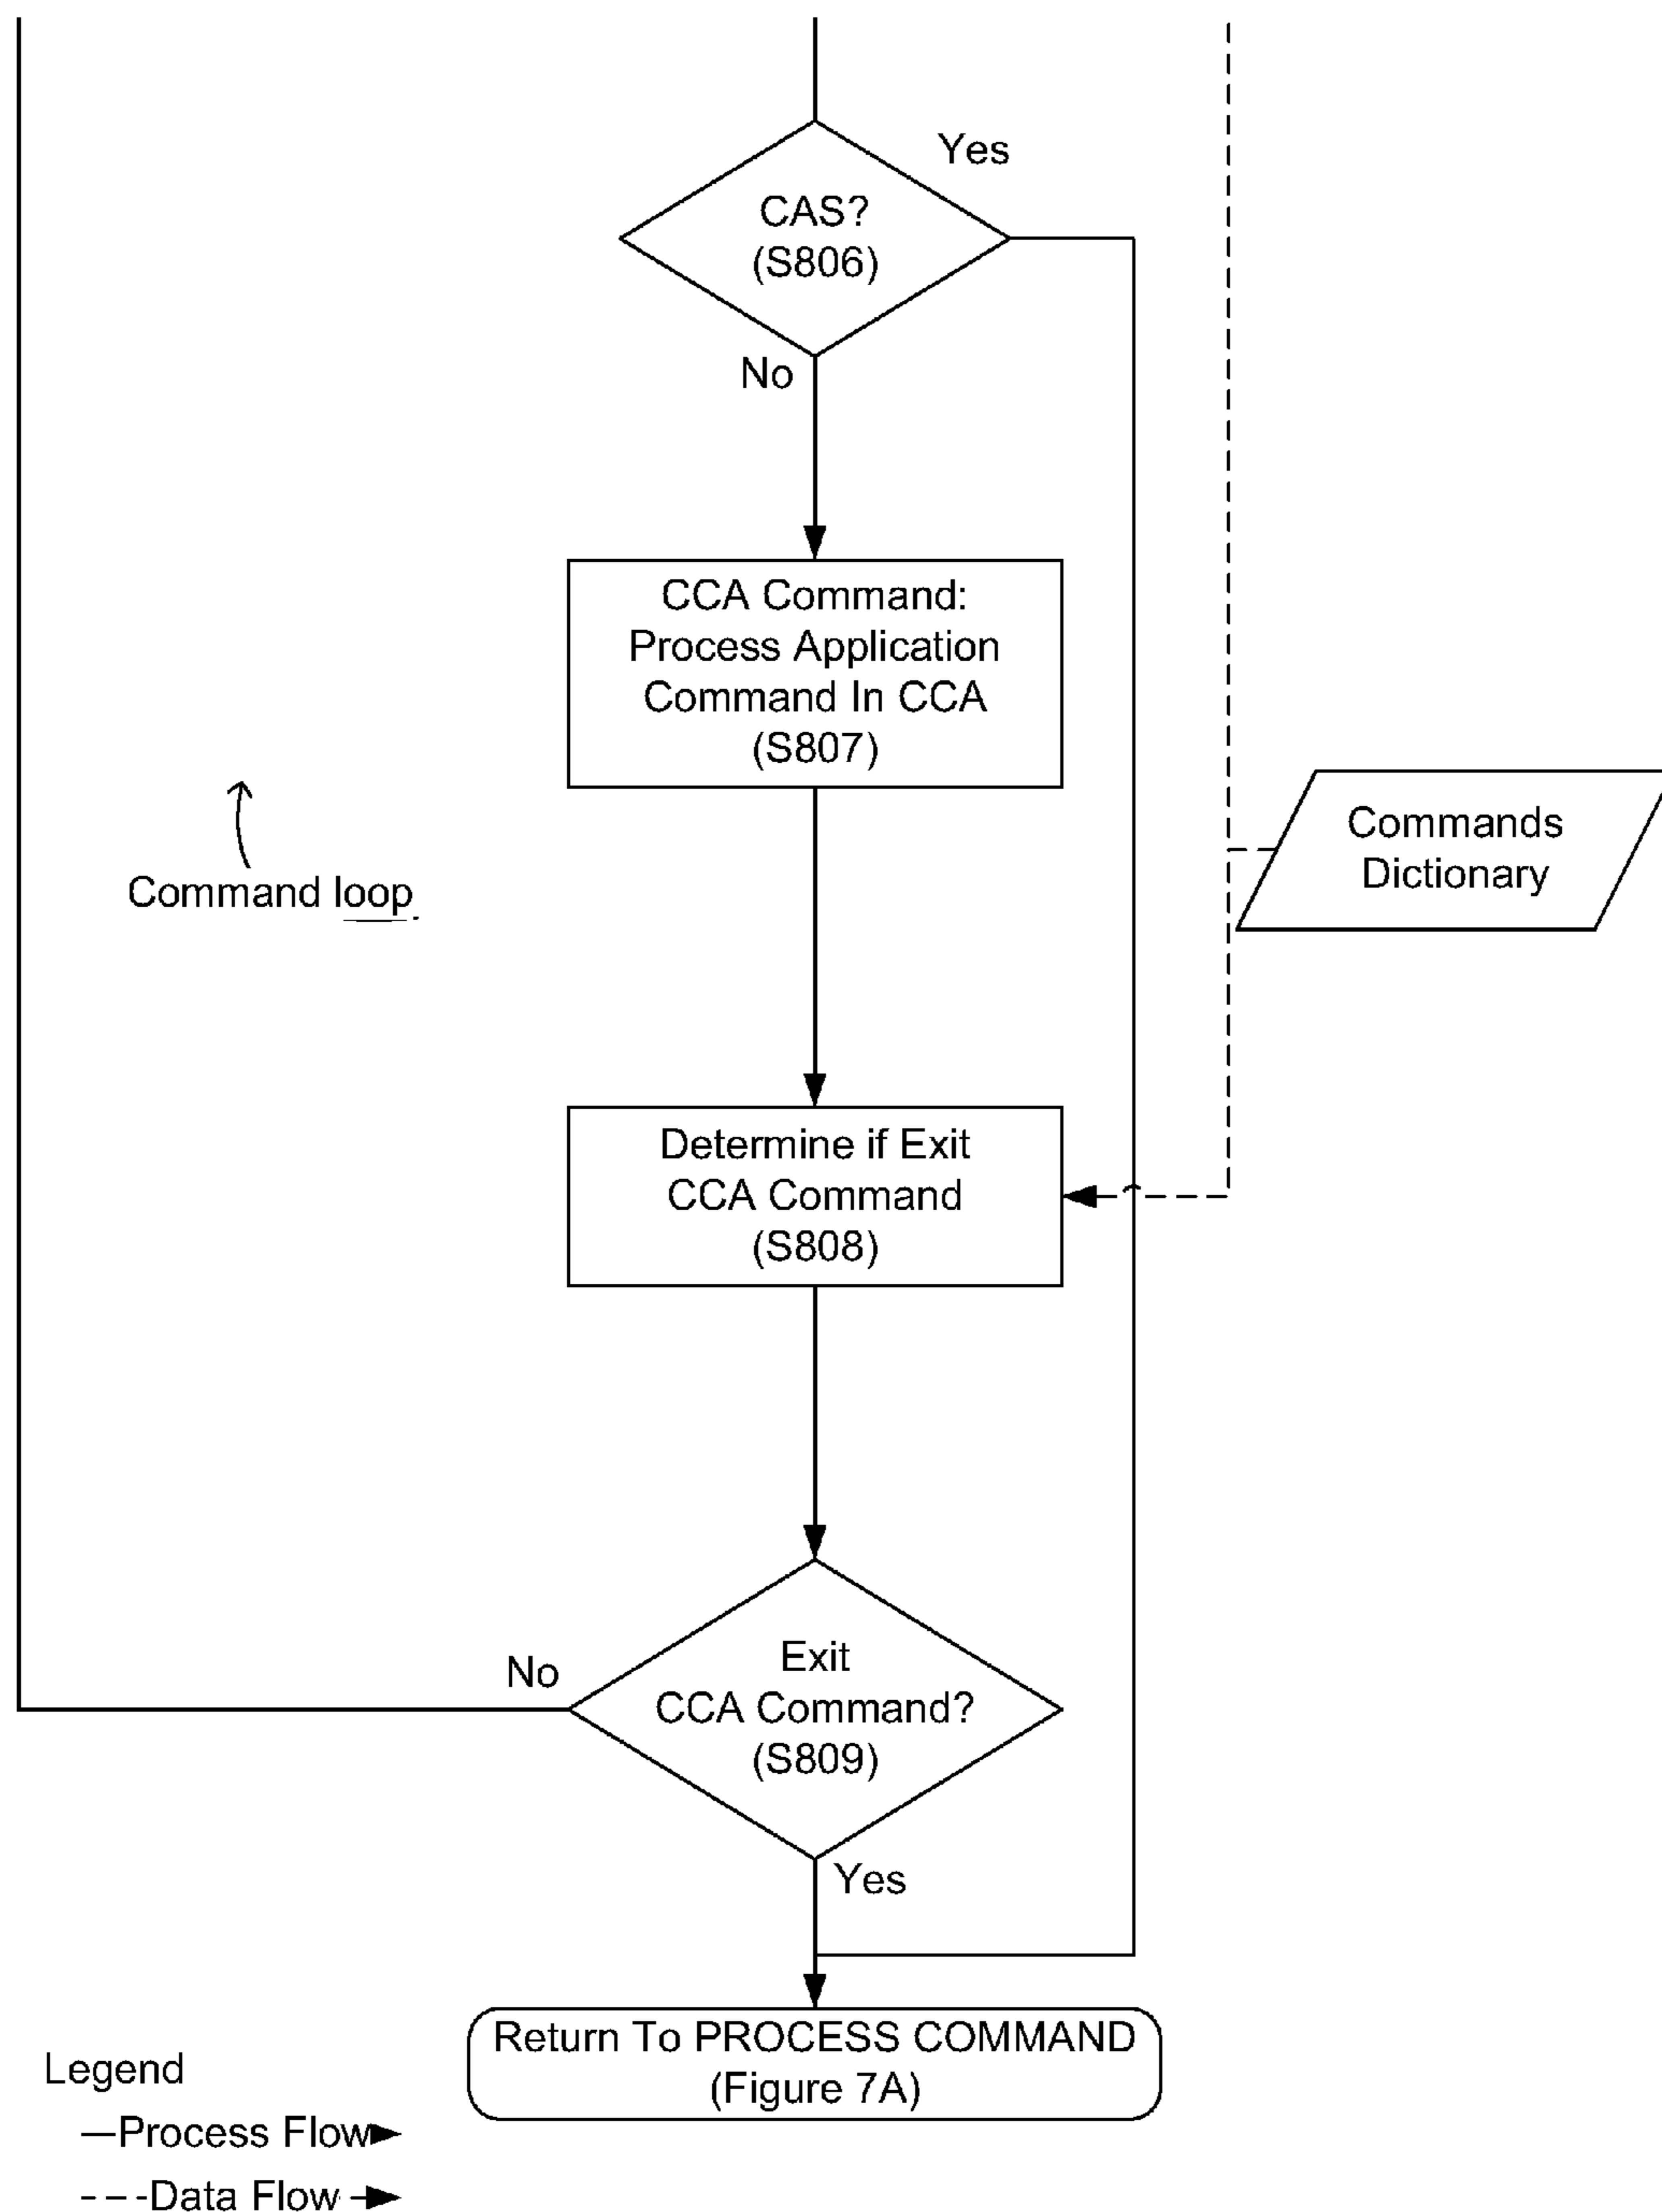 Yes
CAS?
(S806)
No
CCA Command:
Process Application
Command In CCA
(S807)
Commands
Dictionary
Command loop
Determine if Exit
CCA Command
(S808)
No
Exit
CCA Command?
(S809)
Yes
Return To PROCESS COMMAND
(Figure 7A)
Legend
Process Flow
Data Flow